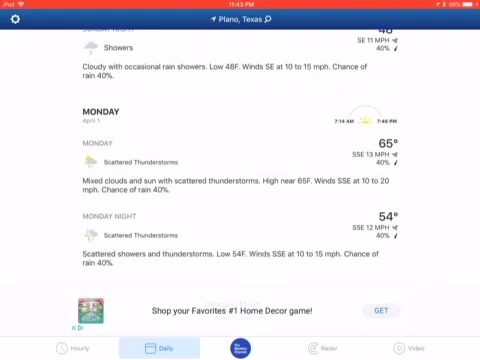 iPad
11:43 PM
99%
Plano, Texas
SUNDAY NIGHT
48°
Showers
SE 11 MPH
40%
Cloudy with occasional rain showers. Low 48F. Winds SE at 10 to 15 mph. Chance of
rain 40%.
MONDAY
April 1
7:14 AM
7:46 PM
MONDAY
65°
SSE 13 MPH
Scattered Thunderstorms
40%
Mixed clouds and sun with scattered thunderstorms. High near 65F. Winds SSE at 10 to 20
mph. Chance of rain 40%.
MONDAY NIGHT
54°
SSE 12 MPH
Scattered Thunderstorms
40%
Scattered showers and thunderstorms. Low 54F. Winds SSE at 10 to 15 mph. Chance of
rain 40%.
Shop your Favorites #1 Home Decor game!
GET
Hourly
Daily
The
Weather
Channel
Radar
Video